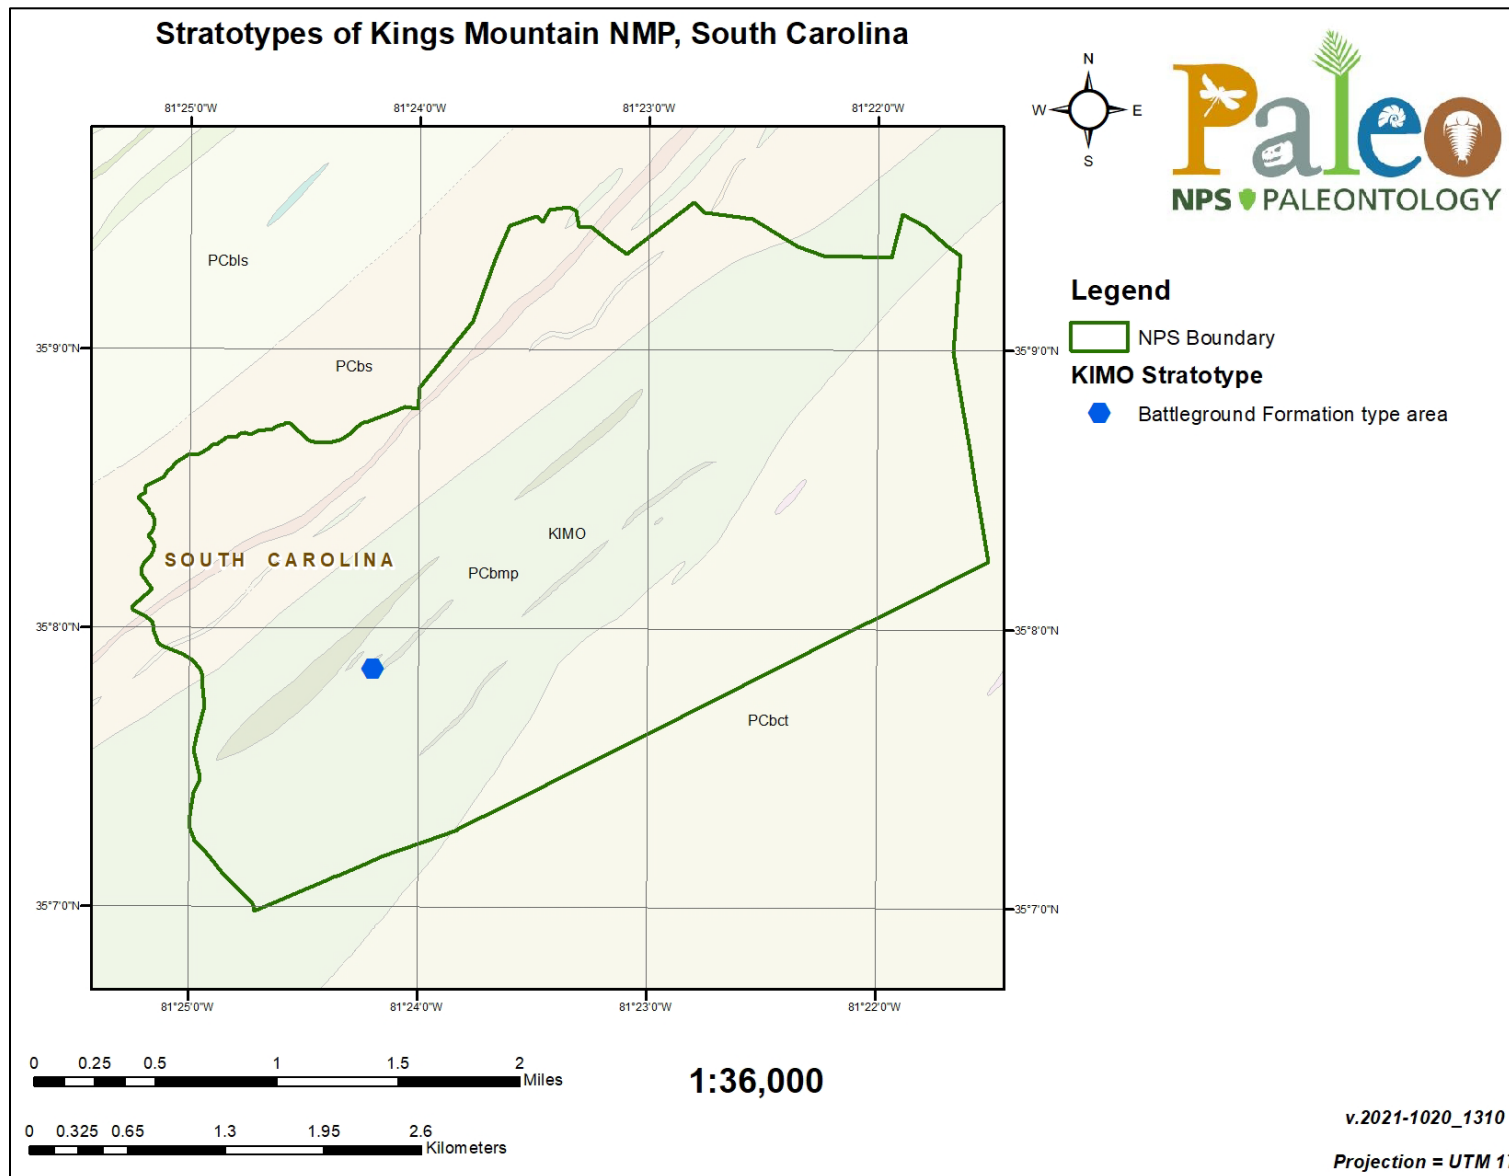 Stratotypes of Kings Mountain NMP, South Carolina
N
W E
S
Paleo
NPS PALEONTOLOGY
81°25'0"W 81°24'0"W 81°23'0"W 81°22'0"W
PCbls
Legend
NPS Boundary
35°9'0"N 35°9'0"N
PCbs
KIMO Stratotype
Battleground Formation type area
KIMO
SOUTH CAROLINA
PCbmp
35°8'0"N 35°8'0"N
PCbct
35°7'0"N 35°7'0"N
81°25'0"W 81°24'0"W 81°23'0"W 81°22'0"W
0 0.25 0.5 1 1.5 2
Miles
1:36,000
0 0.325 0.65 1.3 1.95 2.6
Kilometers
v.2021-1020_1310
Projection = UTM